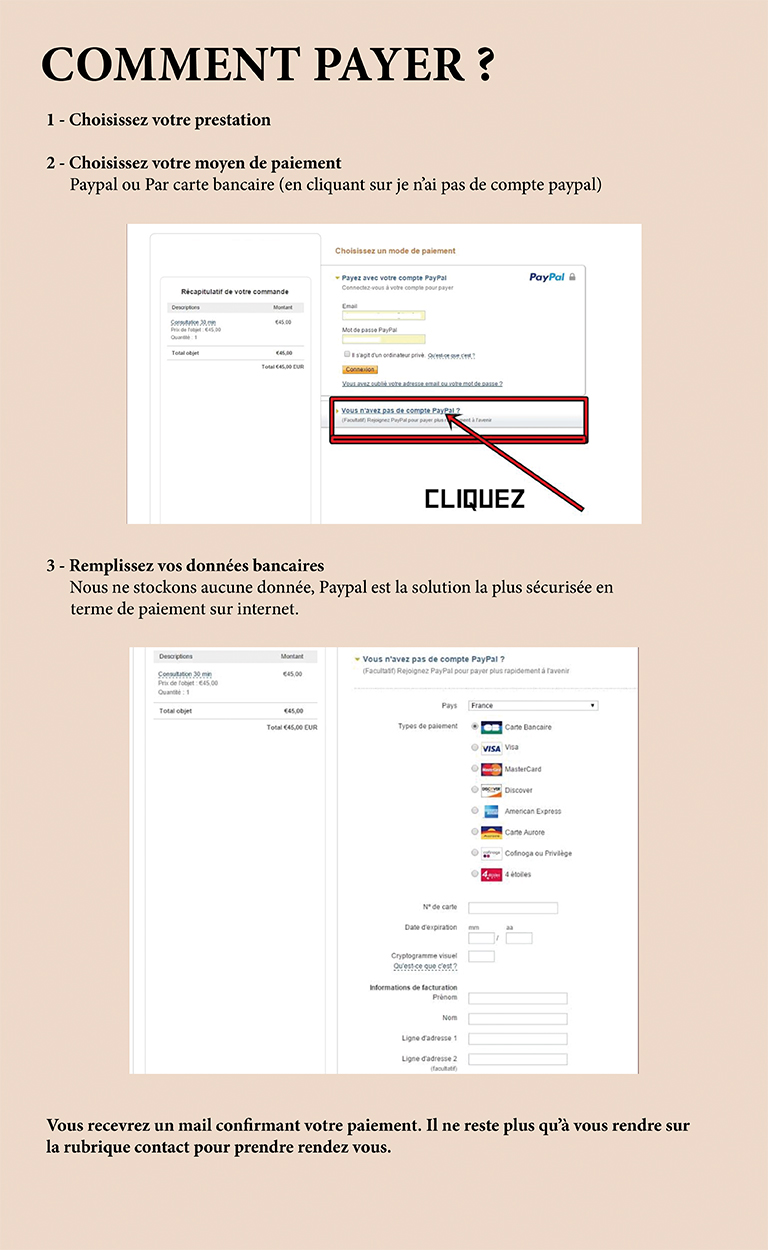 COMMENT PAYER ?
1 - Choisissez votre prestation
2 - Choisissez votre moyen de paiement
Paypal ou Par carte bancaire (en cliquant sur je n'ai pas de compte paypal)
Choisissez un mode de paiement
Payez avec votre compte PayPal
PayPal
Connectez-vous à votre compte pour payer
Récapitulatif de votre commande
Descriptions Montant
Consultation 30 min €45,00
Prix de l'objet : €45,00
Quantité : 1
Total objet €45,00
Total €45,00 EUR
Email
Mot de passe PayPal
Il s'agit d'un ordinateur privé. Qu'est-ce que c'est ?
Connexion
Vous avez oublié votre adresse email ou votre mot de passe ?
Vous n'avez pas de compte PayPal ?
(Facultatif) Rejoignez PayPal pour payer plus rapidement à l'avenir
CLIQUEZ
3 - Remplissez vos données bancaires
Nous ne stockons aucune donnée, Paypal est la solution la plus sécurisée en
terme de paiement sur internet.
Descriptions Montant
Consultation 30 min €45,00
Prix de l'objet : €45,00
Quantité : 1
Total objet €45,00
Total €45,00 EUR
Vous n'avez pas de compte PayPal ?
(Facultatif) Rejoignez PayPal pour payer plus rapidement à l'avenir
Pays France
Types de paiement CB Carte Bancaire
VISA Visa
MasterCard MasterCard
DISCOVER Discover
American Express
Carte Aurore
cofinoga Cofinoga ou Privilège
4 étoiles
N° de carte
Date d'expiration mm / aa
Cryptogramme visuel
Qu'est-ce que c'est ?
Informations de facturation
Prénom
Nom
Ligne d'adresse 1
Ligne d'adresse 2
(facultatif)
Vous recevrez un mail confirmant votre paiement. Il ne reste plus qu'à vous rendre sur
la rubrique contact pour prendre rendez vous.